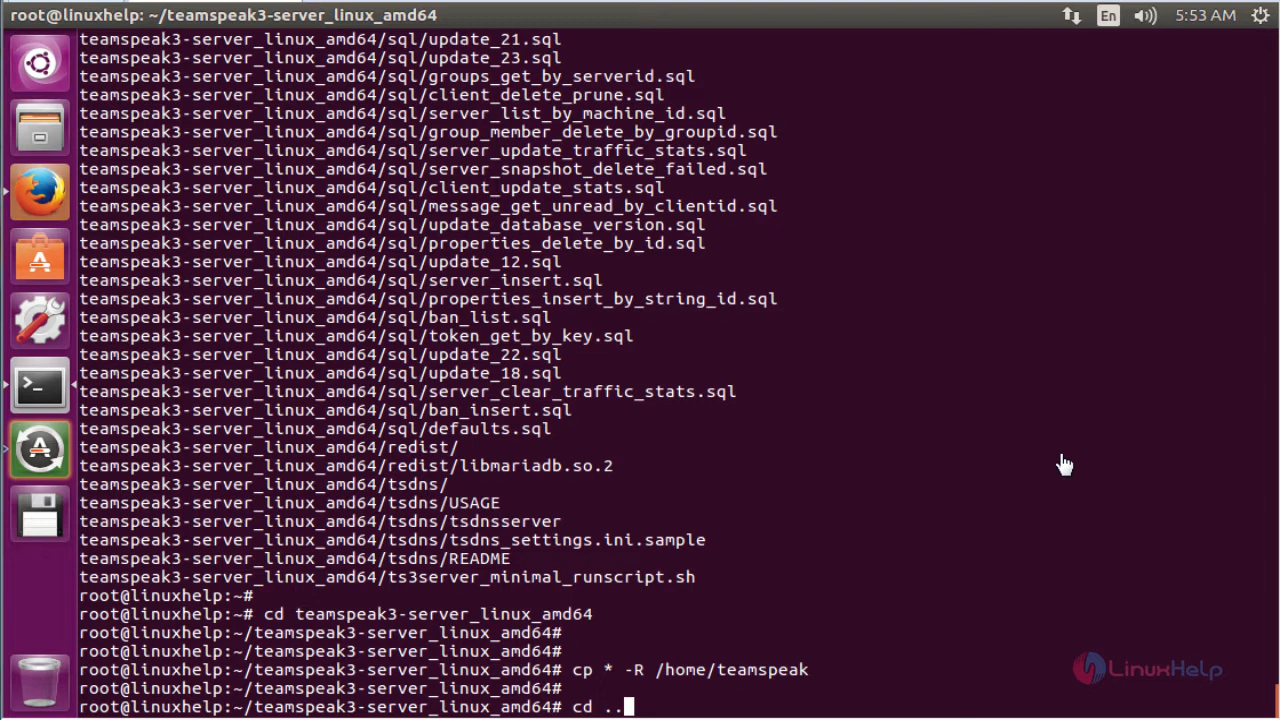 root@linuxhelp: ~/teamspeak3-server_linux_amd64
En
5:53 AM
teamspeak3-server_linux_amd64/sql/update_21.sql
teamspeak3-server_linux_amd64/sql/update_23.sql
teamspeak3-server_linux_amd64/sql/groups_get_by_serverid.sql
teamspeak3-server_linux_amd64/sql/client_delete_prune.sql
teamspeak3-server_linux_amd64/sql/server_list_by_machine_id.sql
teamspeak3-server_linux_amd64/sql/group_member_delete_by_groupid.sql
teamspeak3-server_linux_amd64/sql/server_update_traffic_stats.sql
teamspeak3-server_linux_amd64/sql/server_snapshot_delete_failed.sql
teamspeak3-server_linux_amd64/sql/client_update_stats.sql
teamspeak3-server_linux_amd64/sql/message_get_unread_by_clientid.sql
teamspeak3-server_linux_amd64/sql/update_database_version.sql
teamspeak3-server_linux_amd64/sql/properties_delete_by_id.sql
teamspeak3-server_linux_amd64/sql/update_12.sql
teamspeak3-server_linux_amd64/sql/server_insert.sql
teamspeak3-server_linux_amd64/sql/properties_insert_by_string_id.sql
teamspeak3-server_linux_amd64/sql/ban_list.sql
teamspeak3-server_linux_amd64/sql/token_get_by_key.sql
teamspeak3-server_linux_amd64/sql/update_22.sql
teamspeak3-server_linux_amd64/sql/update_18.sql
teamspeak3-server_linux_amd64/sql/server_clear_traffic_stats.sql
teamspeak3-server_linux_amd64/sql/ban_insert.sql
teamspeak3-server_linux_amd64/sql/defaults.sql
teamspeak3-server_linux_amd64/redist/
teamspeak3-server_linux_amd64/redist/libmariadb.so.2
teamspeak3-server_linux_amd64/tsdns/
teamspeak3-server_linux_amd64/tsdns/USAGE
teamspeak3-server_linux_amd64/tsdns/tsdnsserver
teamspeak3-server_linux_amd64/tsdns/tsdns_settings.ini.sample
teamspeak3-server_linux_amd64/tsdns/README
teamspeak3-server_linux_amd64/ts3server_minimal_runscript.sh
root@linuxhelp:~#
root@linuxhelp:~# cd teamspeak3-server_linux_amd64
root@linuxhelp:~/teamspeak3-server_linux_amd64#
root@linuxhelp:~/teamspeak3-server_linux_amd64#
root@linuxhelp:~/teamspeak3-server_linux_amd64# cp * -R /home/teamspeak
root@linuxhelp:~/teamspeak3-server_linux_amd64#
root@linuxhelp:~/teamspeak3-server_linux_amd64# cd ..
LinuxHelp